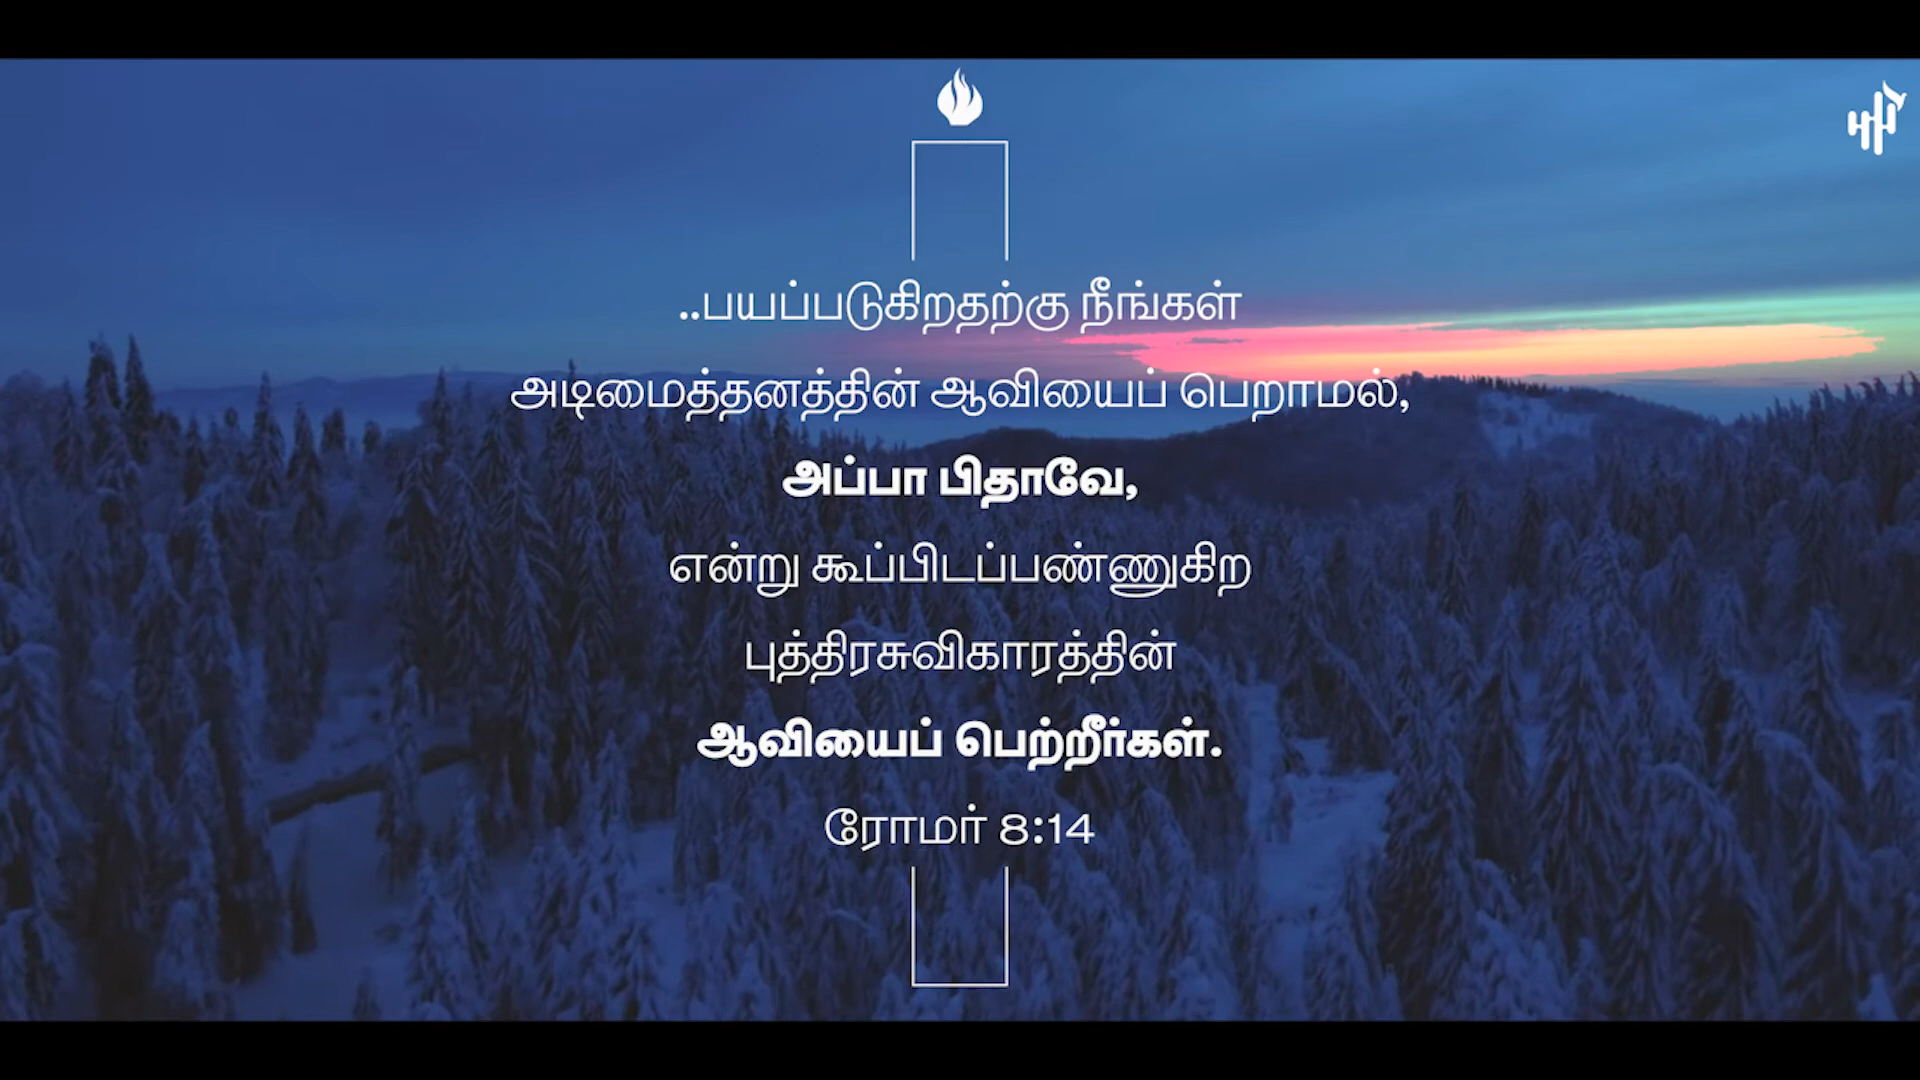 ..பயப்படுகிறதற்கு நீங்கள்
அடிமைத்தனத்தின் ஆவியைப் பெறாமல்,
அப்பா பிதாவே,
என்று கூப்பிடப்பண்ணுகிற
புத்திரசுவிகாரத்தின்
ஆவியைப் பெற்றீர்கள்.
ரோமர் 8:14